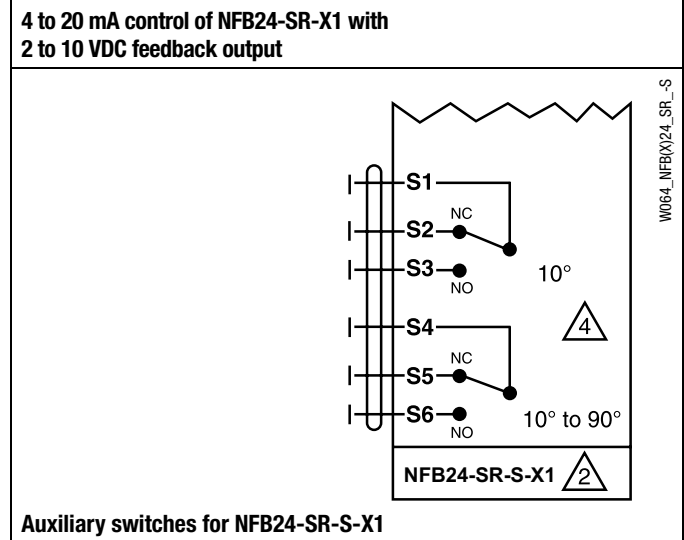 4 to 20 mA control of NFB24-SR-X1 with
2 to 10 VDC feedback output
W064_NFB(X)24_SR_-S
S1
NC
S2
S3
NO
10°
4
S4
NC
S5
S6
NO
10° to 90°
NFB24-SR-S-X1
2
Auxiliary switches for NFB24-SR-S-X1